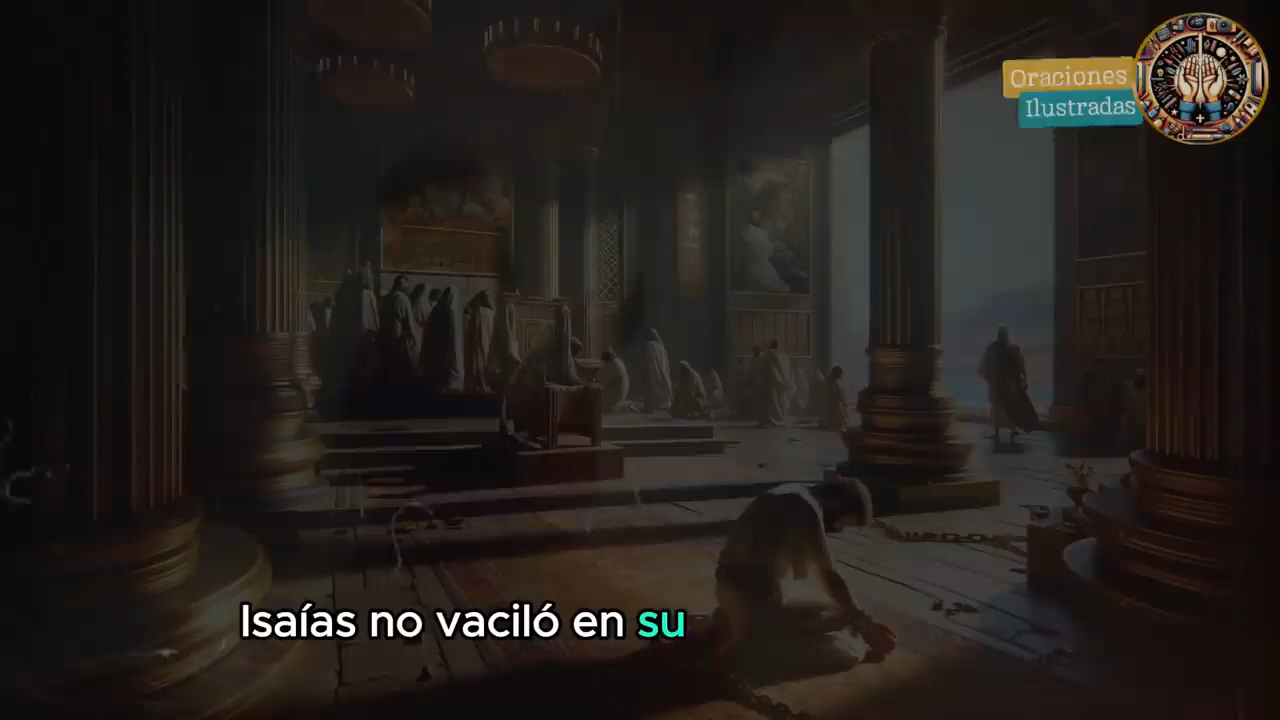 Oraciones
Ilustradas
Isaías no vaciló en su